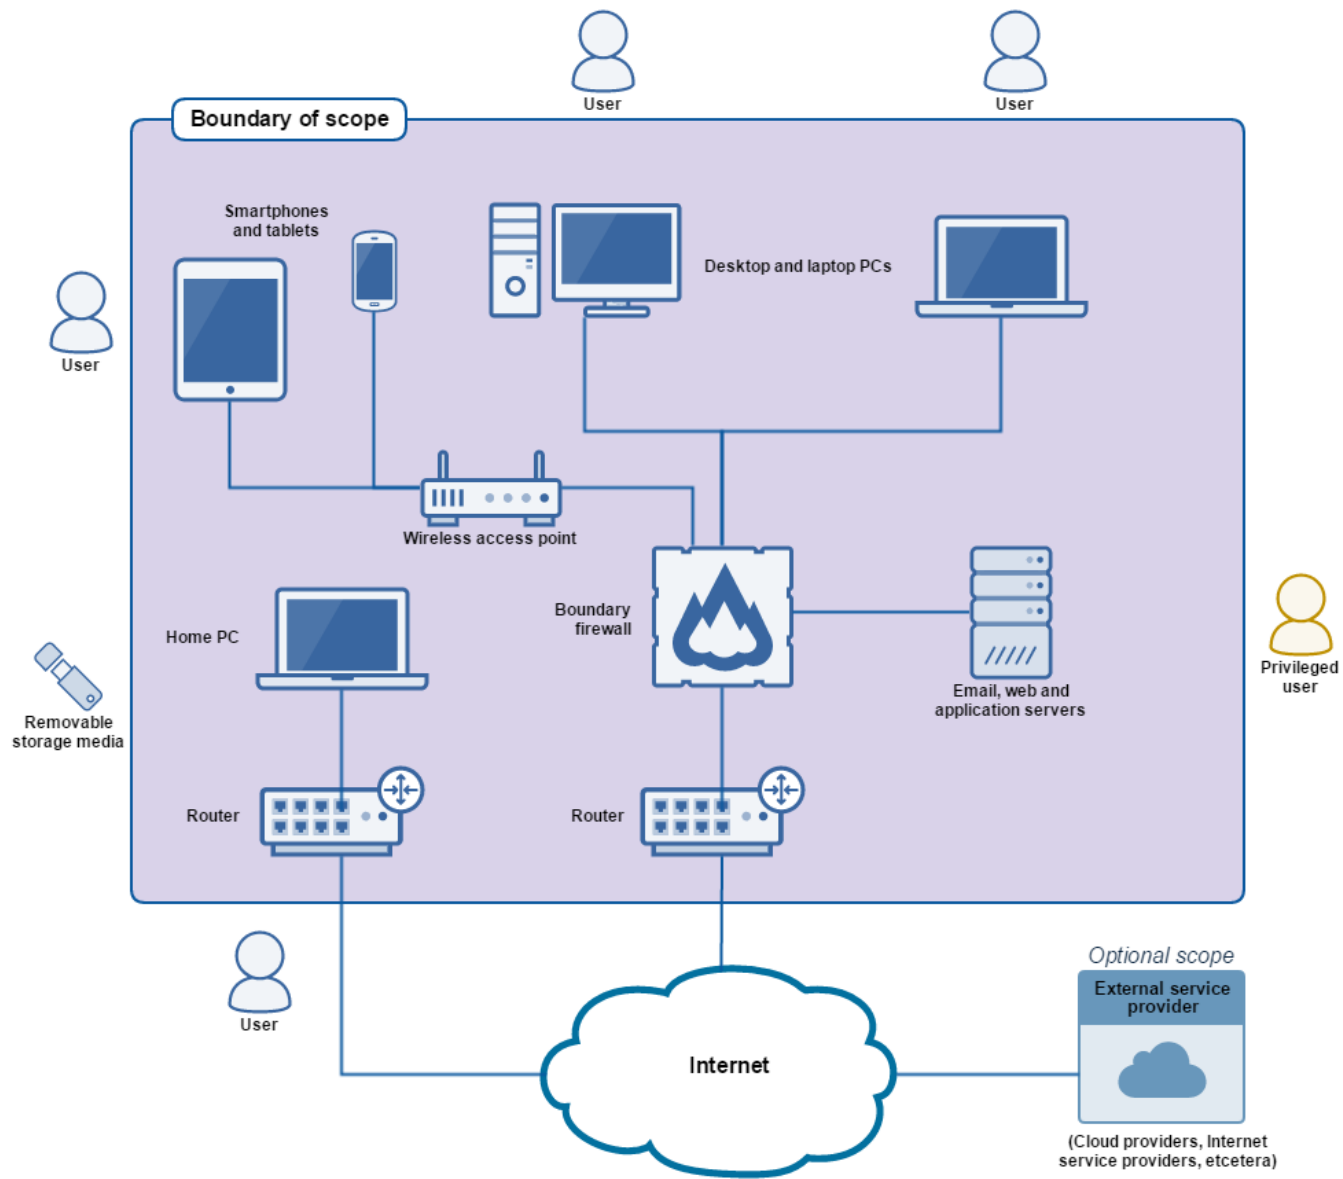 User
User
Boundary of scope
Smartphones
and tablets
Desktop and laptop PCs
User
Wireless access point
Boundary
firewall
Home PC
Email, web and
application servers
Privileged
user
Removable
storage media
Router
Router
User
Optional scope
External service
provider
Internet
(Cloud providers, Internet
service providers, etcetera)